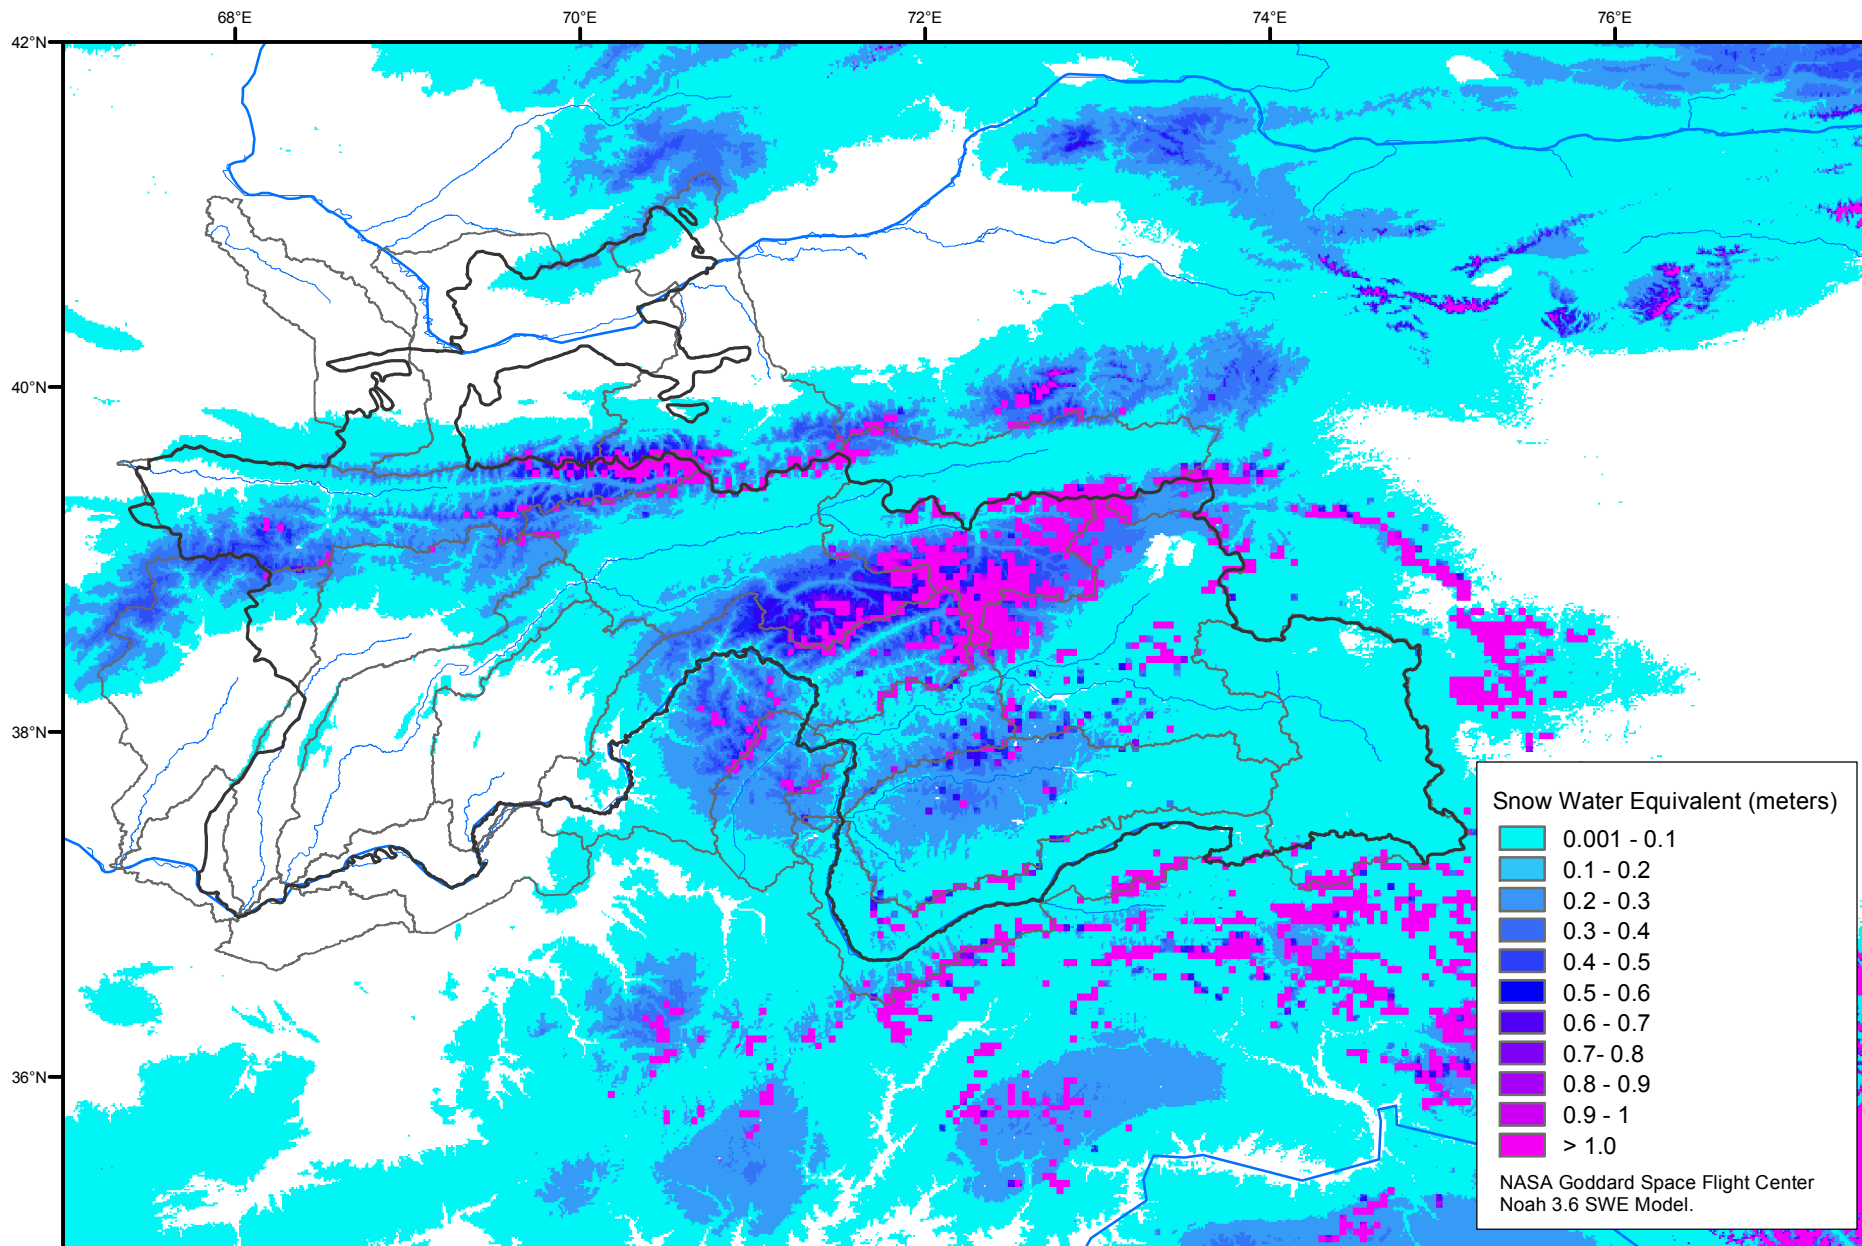 68°E
70°E
72°E
74°E
76°E
42°N
40°N
38°N
36°N
Snow Water Equivalent (meters)
0.001 - 0.1
0.1 - 0.2
0.2 - 0.3
0.3 - 0.4
0.4 - 0.5
0.5 - 0.6
0.6 - 0.7
0.7- 0.8
0.8 - 0.9
0.9 - 1
> 1.0
NASA Goddard Space Flight Center
Noah 3.6 SWE Model.